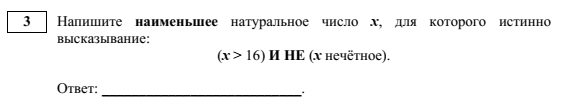 3 Напишите наименьшее натуральное число x, для которого истинно
высказывание:
(x > 16) И НЕ (x нечётное).
Ответ: ___________________________.